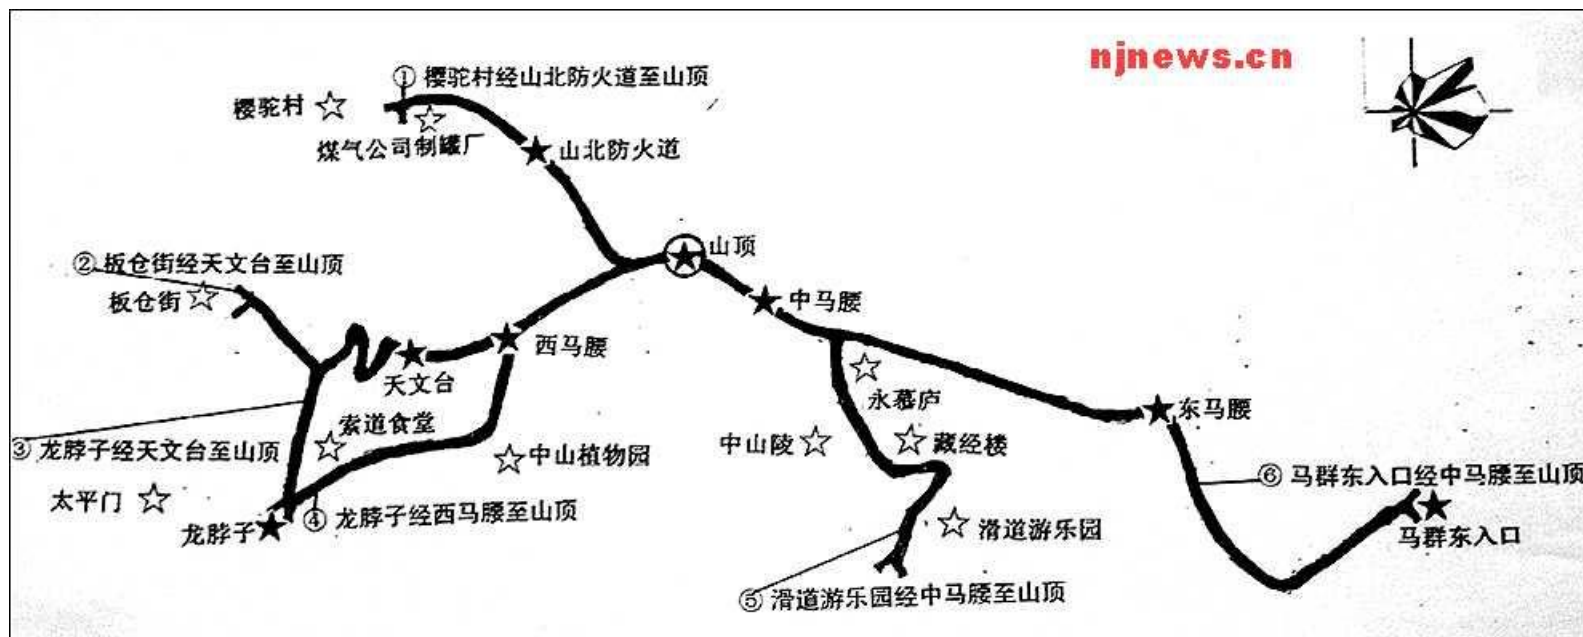 njnews.cn
① 樱驼村经山北防火道至山顶
樱驼村
煤气公司制罐厂
山北防火道
山顶
② 板仓街经天文台至山顶
板仓街
中马腰
西马腰
天文台
永慕庐
东马腰
索道食堂
③ 龙脖子经天文台至山顶
中山植物园
中山陵
藏经楼
⑥ 马群东入口经中马腰至山顶
太平门
龙脖子
④ 龙脖子经西马腰至山顶
滑道游乐园
马群东入口
⑤ 滑道游乐园经中马腰至山顶